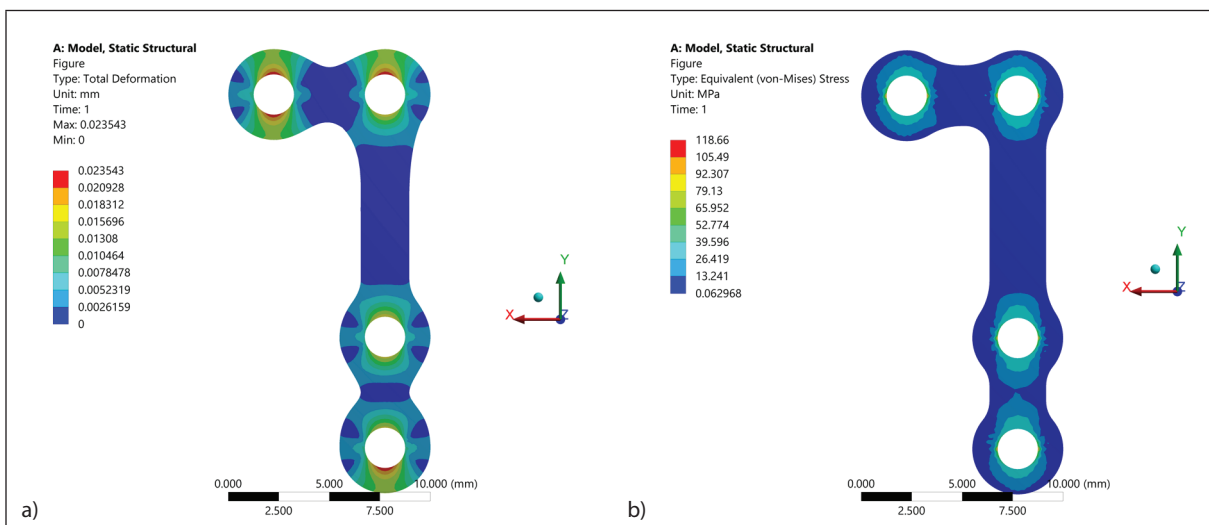 A: Model, Static Structural
Figure
Type: Total Deformation
Unit: mm
Time: 1
Max: 0.023543
Min: 0
0.023543
0.020928
0.018312
0.015696
0.01308
0.010464
0.0078478
0.0052319
0.0026159
0
Y
X
Z
0.000 5.000 10.000 (mm)
2.500 7.500
a)
A: Model, Static Structural
Figure
Type: Equivalent (von-Mises) Stress
Unit: MPa
Time: 1
118.66
105.49
92.307
79.13
65.952
52.774
39.596
26.419
13.241
0.062968
Y
X
Z
0.000 5.000 10.000 (mm)
2.500 7.500
b)